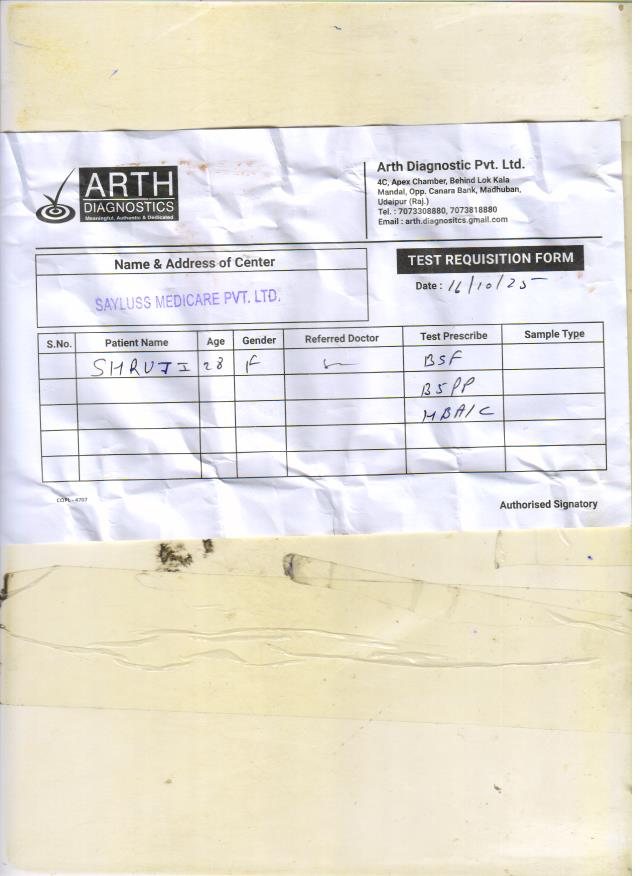 ARTH
DIAGNOSTICS
Meaningful, Authentic & Dedicated
Arth Diagnostic Pvt. Ltd.
4C, Apex Chamber, Behind Lok Kala
Mandal, Opp. Canara Bank, Madhuban,
Udaipur (Raj.)
Tel. : 7073308880, 7073818880
Email : arth.diagnositcs.gmail.com
Name & Address of Center
SAYLUSS MEDICARE PVT. LTD.
TEST REQUISITION FORM
Date : 16/10/25
S.No. Patient Name Age Gender Referred Doctor Test Prescribe Sample Type
SHRUTI 28 F BSF
BSPP
HBA1C
COPL - 4707
Authorised Signatory